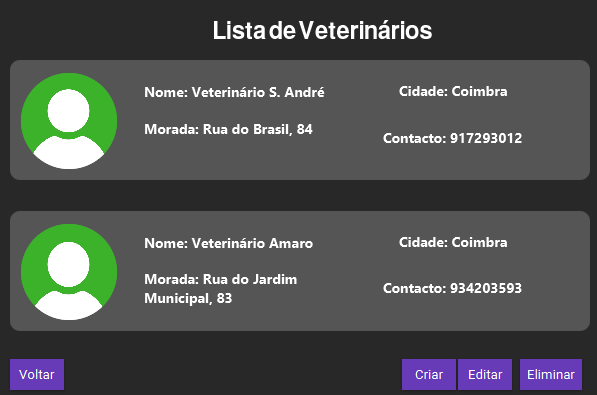 Lista de Veterinários
Nome: Veterinário S. André
Cidade: Coimbra
Morada: Rua do Brasil, 84
Contacto: 917293012
Nome: Veterinário Amaro
Cidade: Coimbra
Morada: Rua do Jardim
Municipal, 83
Contacto: 934203593
Voltar
Criar
Editar
Eliminar